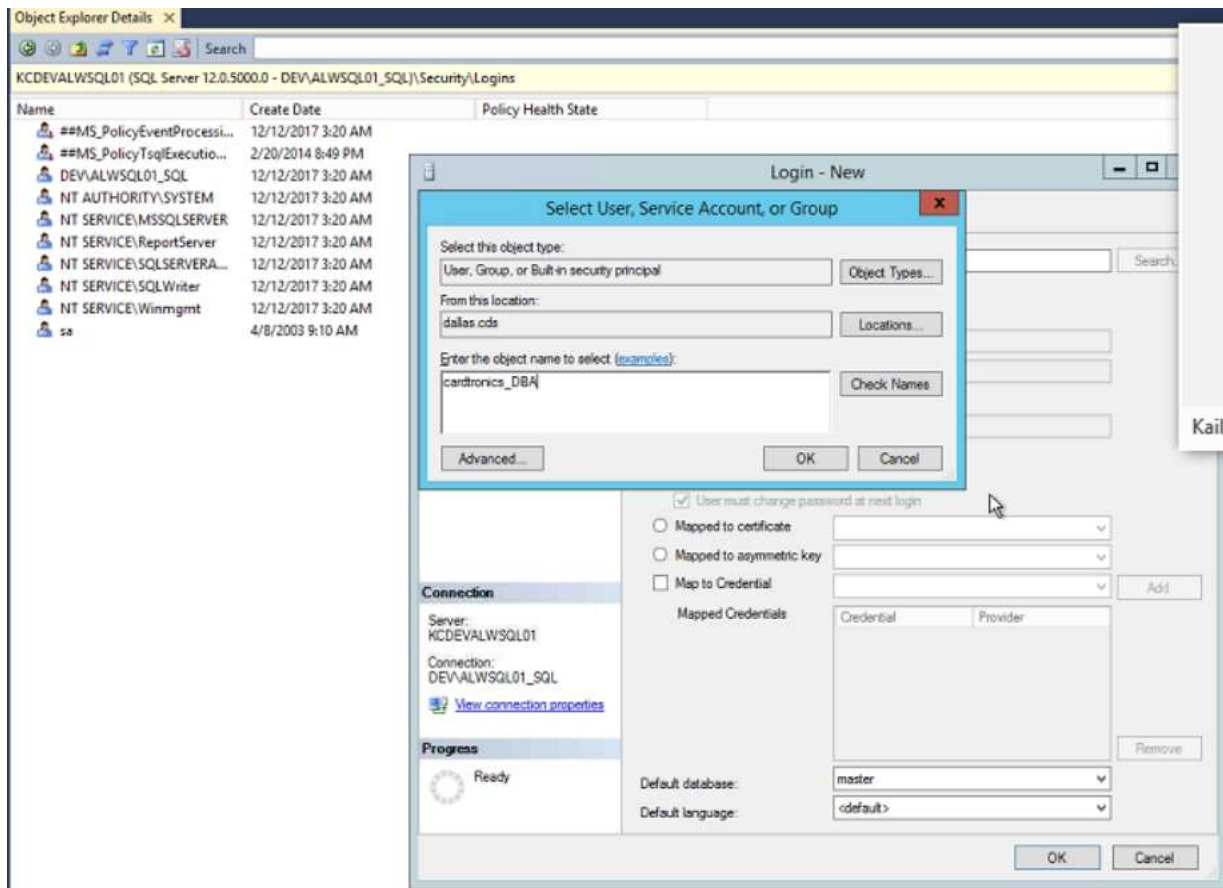 Object Explorer Details ×
Search
KCDEVALWSQL01 (SQL Server 12.0.5000.0 - DEV\ALWSQL01_SQL)\Security\Logins
Name Create Date Policy Health State
##MS_PolicyEventProcessi... 12/12/2017 3:20 AM
##MS_PolicyTsqlExecutio... 2/20/2014 8:49 PM
DEV\ALWSQL01_SQL 12/12/2017 3:20 AM
NT AUTHORITY\SYSTEM 12/12/2017 3:20 AM
NT SERVICE\MSSQLSERVER 12/12/2017 3:20 AM
NT SERVICE\ReportServer 12/12/2017 3:20 AM
NT SERVICE\SQLSERVERA... 12/12/2017 3:20 AM
NT SERVICE\SQLWriter 12/12/2017 3:20 AM
NT SERVICE\Winmgmt 12/12/2017 3:20 AM
sa 4/8/2003 9:10 AM
Login - New
Select User, Service Account, or Group
Select this object type:
User, Group, or Built-in security principal Object Types...
From this location:
dallas.cds Locations...
Enter the object name to select (examples):
cardtronics_DBA Check Names
Advanced... OK Cancel
Search
Kail
User must change password at next login
Mapped to certificate
Mapped to asymmetric key
Map to Credential Add
Mapped Credentials Credential Provider
Remove
Default database: master
Default language: <default>
Connection
Server:
KCDEVALWSQL01
Connection:
DEV\ALWSQL01_SQL
View connection properties
Progress
Ready
OK Cancel